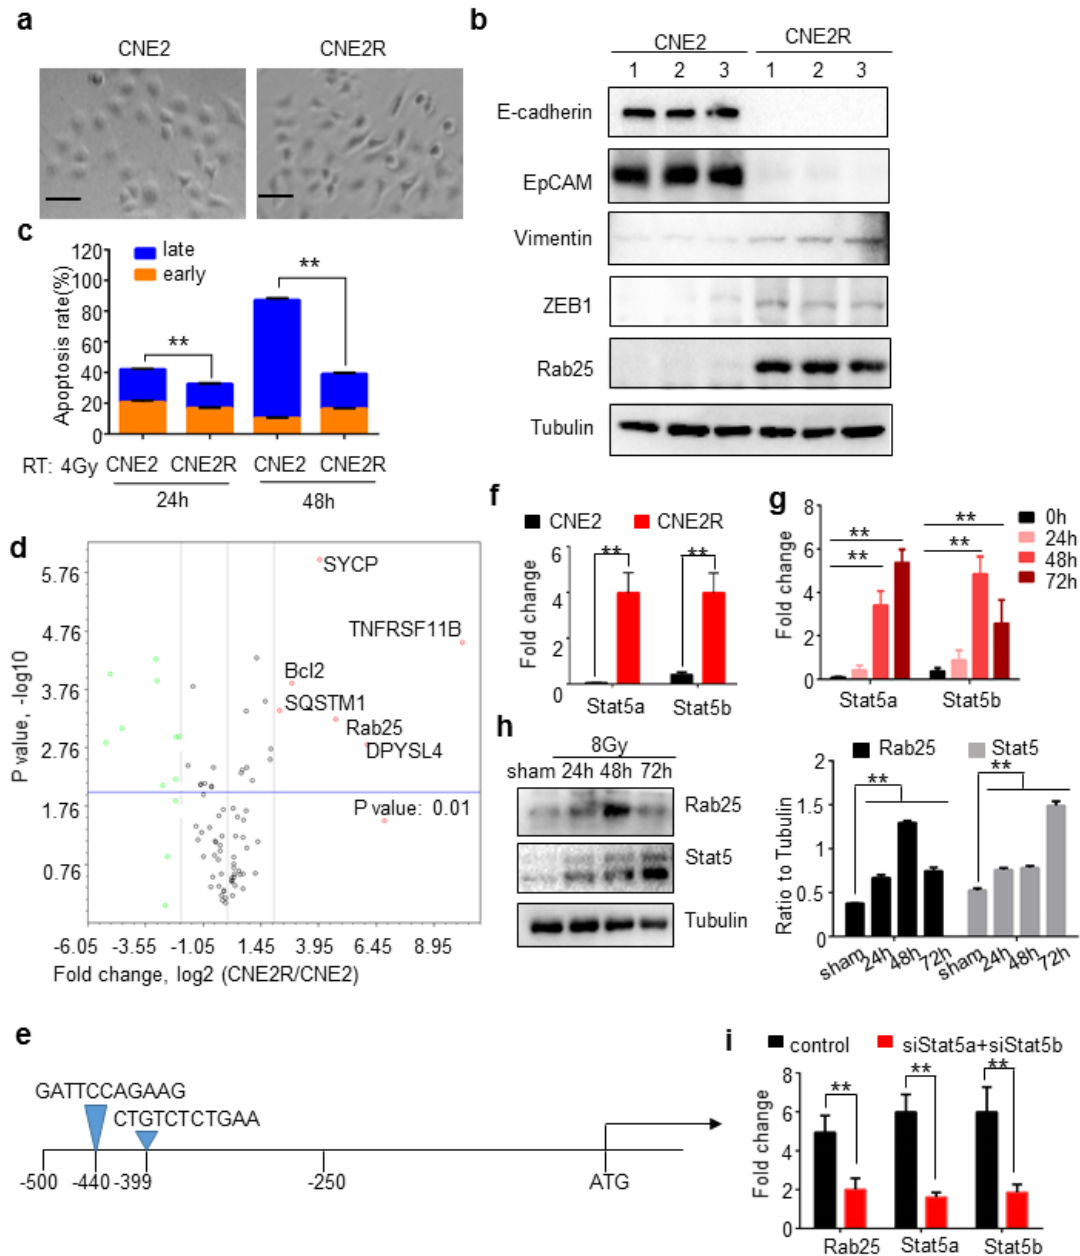 a
CNE2
CNE2R
b
CNE2
CNE2R
1 2 3 1 2 3
E-cadherin
EpCAM
Vimentin
ZEB1
Rab25
Tubulin
c
late
early
Apoptosis rate(%)
120
100
80
60
40
20
0
**
**
RT: 4Gy CNE2 CNE2R CNE2 CNE2R
24h 48h
d
P value, -log10
5.76
4.76
3.76
2.76
1.76
0.76
SYCP
TNFRSF11B
Bcl2
SQSTM1
Rab25
DPYSL4
P value: 0.01
-6.05 -3.55 -1.05 1.45 3.95 6.45 8.95
Fold change, log2 (CNE2R/CNE2)
f
CNE2 CNE2R
Fold change
6
4
2
0
** **
Stat5a Stat5b
g
Fold change
8
6
4
2
0
**
**
**
**
0h
24h
48h
72h
Stat5a Stat5b
h
8Gy
sham 24h 48h 72h
Rab25
Stat5
Tubulin
Rab25 Stat5
Ratio to Tubulin
2
1.5
1
0.5
0
**
**
sham 24h 48h 72h sham 24h 48h 72h
e
GATTCCAGAAG
CTGTCTCTGAA
-500 -440 -399 -250 ATG
i
control siStat5a+siStat5b
Fold change
8
6
4
2
0
** ** **
Rab25 Stat5a Stat5b